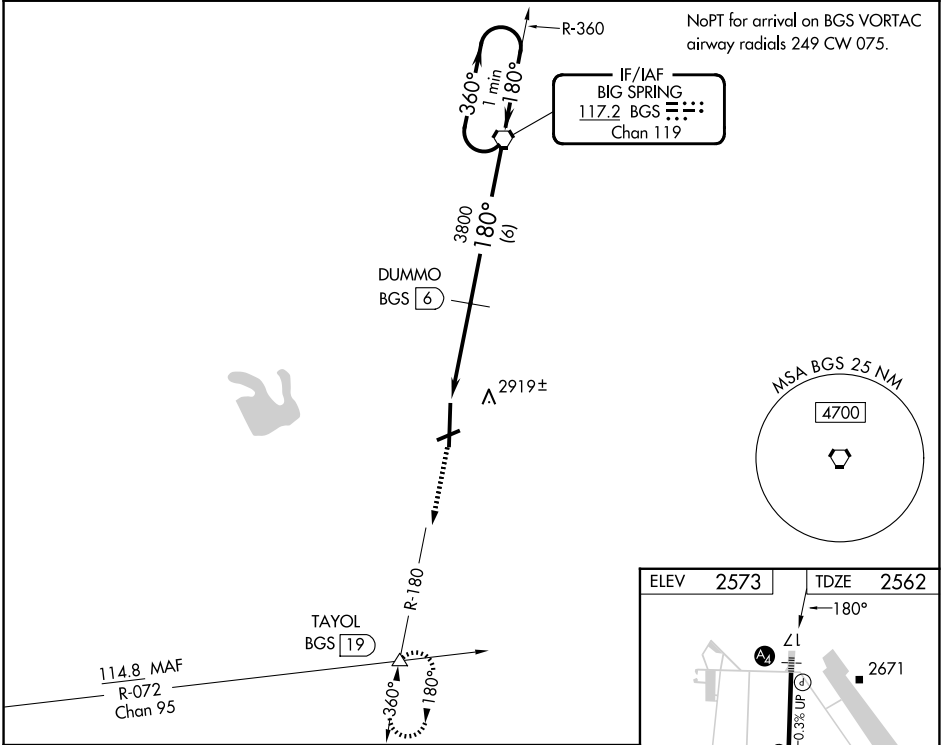 R-360
NoPT for arrival on BGS VORTAC
airway radials 249 CW 075.
360°
1 min
180°
IF/IAF
BIG SPRING
117.2 BGS
Chan 119
3800
180°
(6)
DUMMO
BGS 6
2919±
MSA BGS 25 NM
4700
R-180
TAYOL
BGS 19
114.8 MAF
R-072
Chan 95
360°
180°
ELEV 2573
TDZE 2562
180°
17
A4
P
2671
0.3% UP